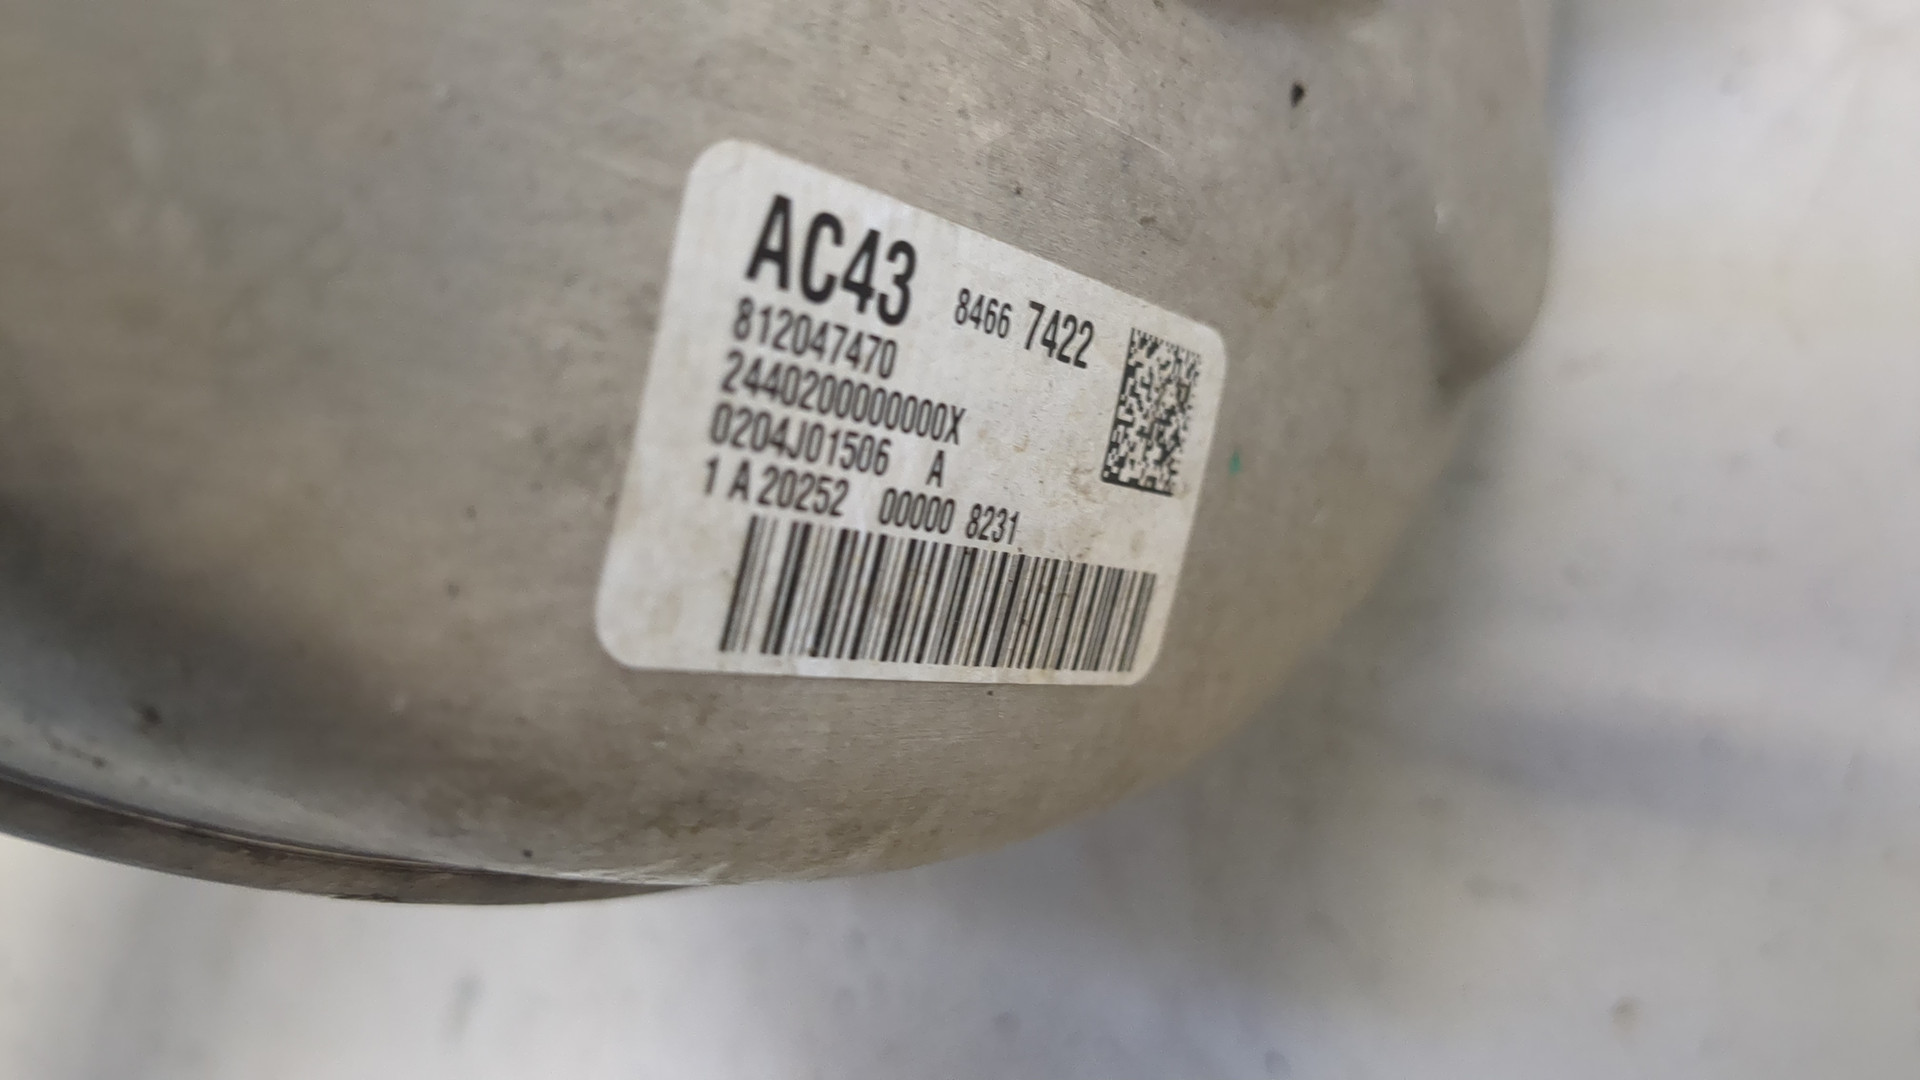 AC43 8466 7422
812047470
2440200000000X
0204J01506 A
1 A 20252 00000 8231